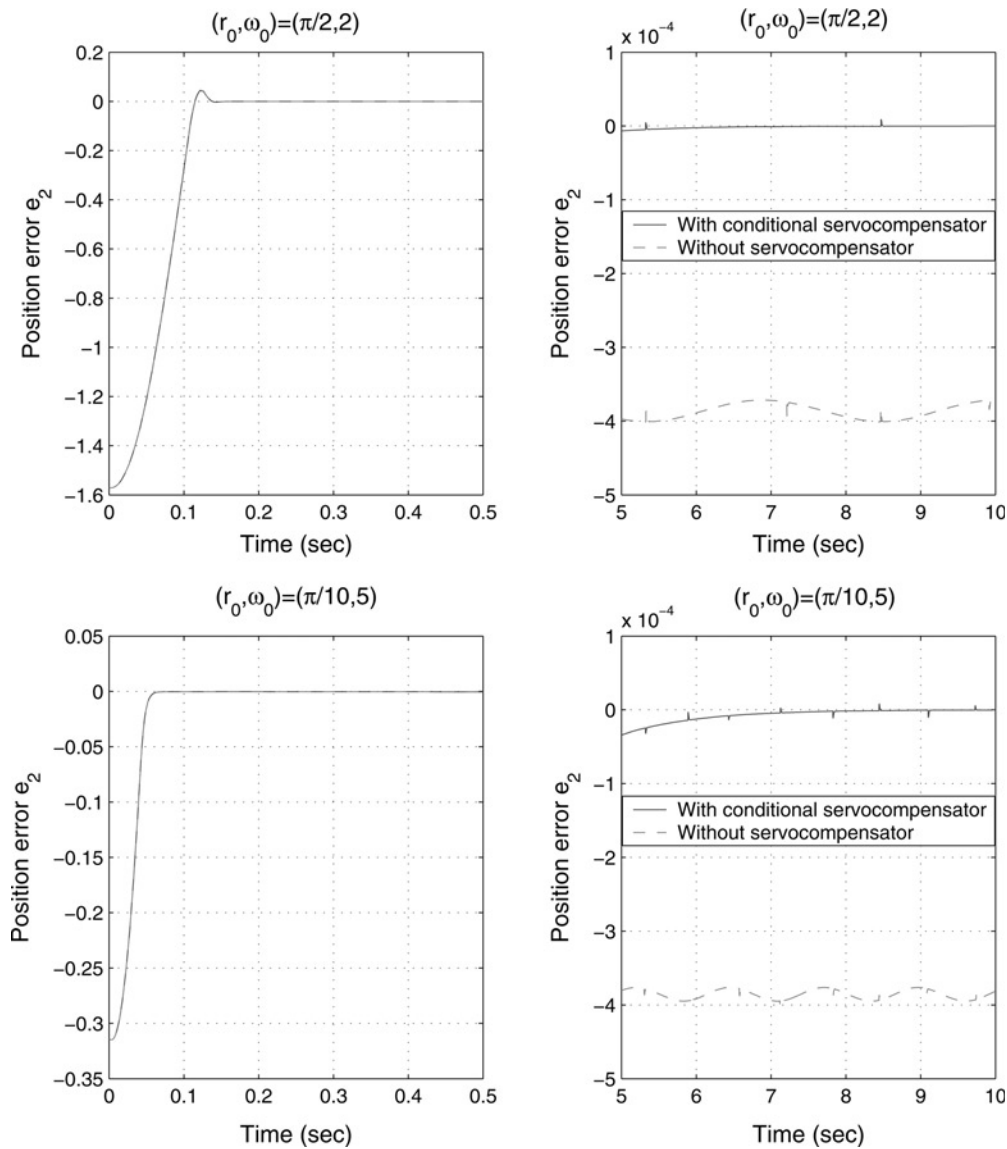 (r₀,ω₀)=(π/2,2)
0.2
0
−0.2
−0.4
−0.6
−0.8
−1
−1.2
−1.4
−1.6
0 0.1 0.2 0.3 0.4 0.5
Position error e₂
Time (sec)
(r₀,ω₀)=(π/2,2)
x 10⁻⁴
1
0
−1
−2
−3
−4
−5
5 6 7 8 9 10
Position error e₂
With conditional servocompensator
Without servocompensator
Time (sec)
(r₀,ω₀)=(π/10,5)
0.05
0
−0.05
−0.1
−0.15
−0.2
−0.25
−0.3
−0.35
0 0.1 0.2 0.3 0.4 0.5
Position error e₂
Time (sec)
(r₀,ω₀)=(π/10,5)
x 10⁻⁴
1
0
−1
−2
−3
−4
−5
5 6 7 8 9 10
Position error e₂
With conditional servocompensator
Without servocompensator
Time (sec)